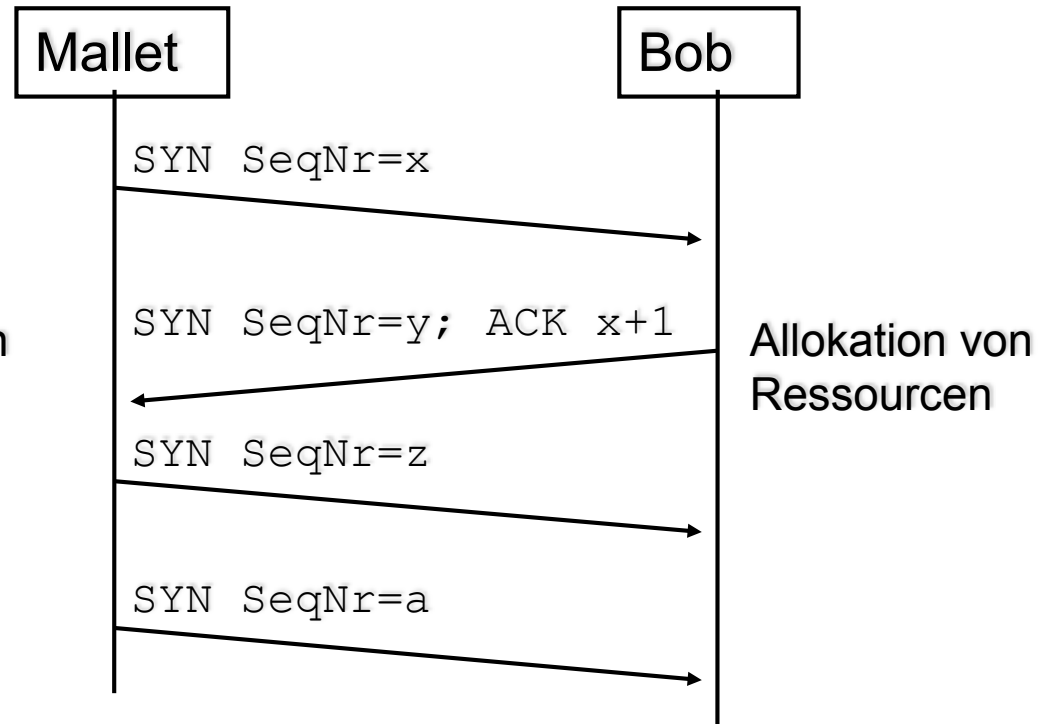 Mallet
Bob
SYN SeqNr=x
SYN SeqNr=y; ACK x+1
n
Allokation von
Ressourcen
SYN SeqNr=z
SYN SeqNr=a